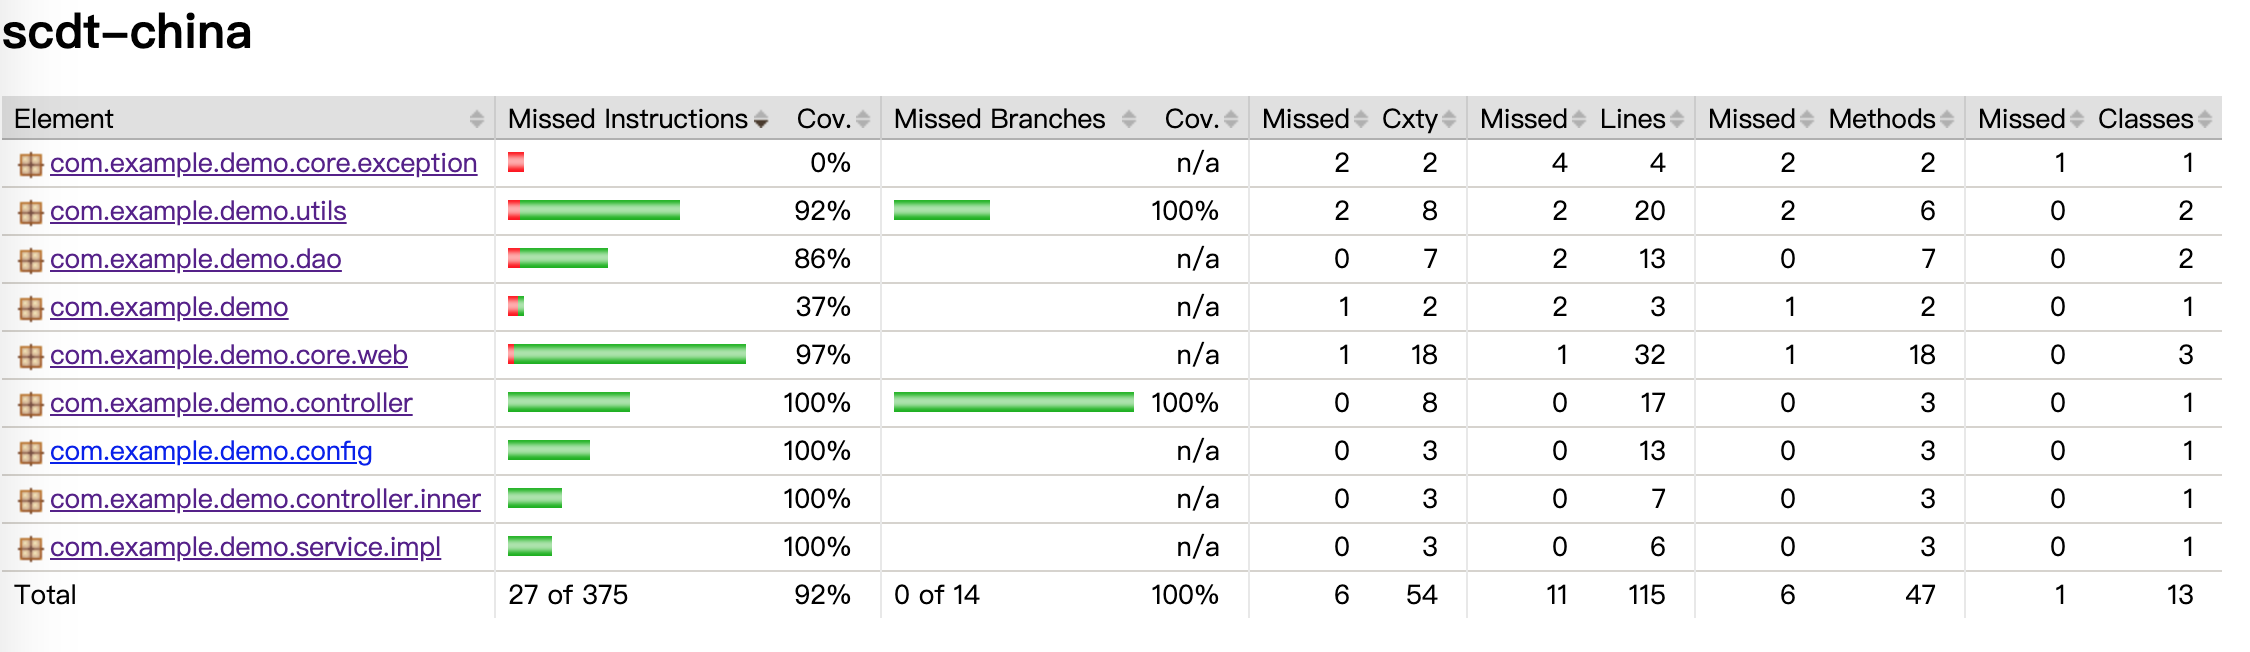 scdt-china
Element Missed Instructions Cov. Missed Branches Cov. Missed Cxty Missed Lines Missed Methods Missed Classes
com.example.demo.core.exception 0% n/a 2 2 4 4 2 2 1 1
com.example.demo.utils 92% 100% 2 8 2 20 2 6 0 2
com.example.demo.dao 86% n/a 0 7 2 13 0 7 0 2
com.example.demo 37% n/a 1 2 2 3 1 2 0 1
com.example.demo.core.web 97% n/a 1 18 1 32 1 18 0 3
com.example.demo.controller 100% 100% 0 8 0 17 0 3 0 1
com.example.demo.config 100% n/a 0 3 0 13 0 3 0 1
com.example.demo.controller.inner 100% n/a 0 3 0 7 0 3 0 1
com.example.demo.service.impl 100% n/a 0 3 0 6 0 3 0 1
Total 27 of 375 92% 0 of 14 100% 6 54 11 115 6 47 1 13